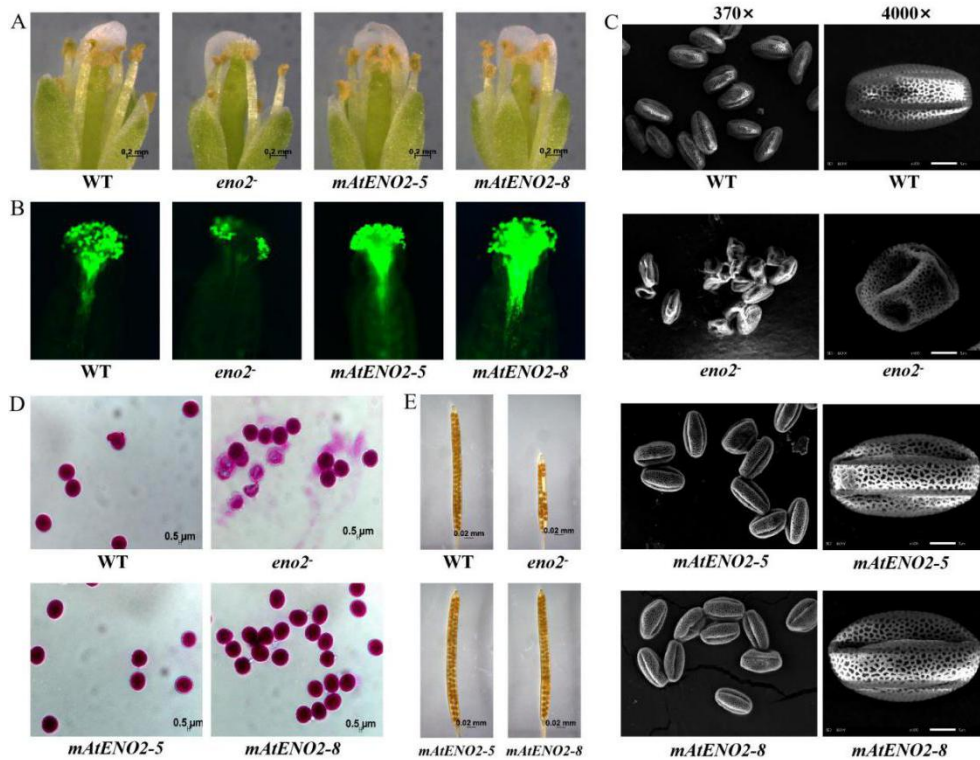 A
0.2 mm
0.2 mm
0.2 mm
0.2 mm
WT
eno2-
mAtENO2-5
mAtENO2-8
B
WT
eno2-
mAtENO2-5
mAtENO2-8
C
370×
4000×
WT
WT
eno2-
eno2-
mAtENO2-5
mAtENO2-5
mAtENO2-8
mAtENO2-8
D
0.5 µm
0.5 µm
WT
eno2-
0.5 µm
0.5 µm
mAtENO2-5
mAtENO2-8
E
0.02 mm
0.02 mm
WT
eno2-
0.02 mm
0.02 mm
mAtENO2-5
mAtENO2-8